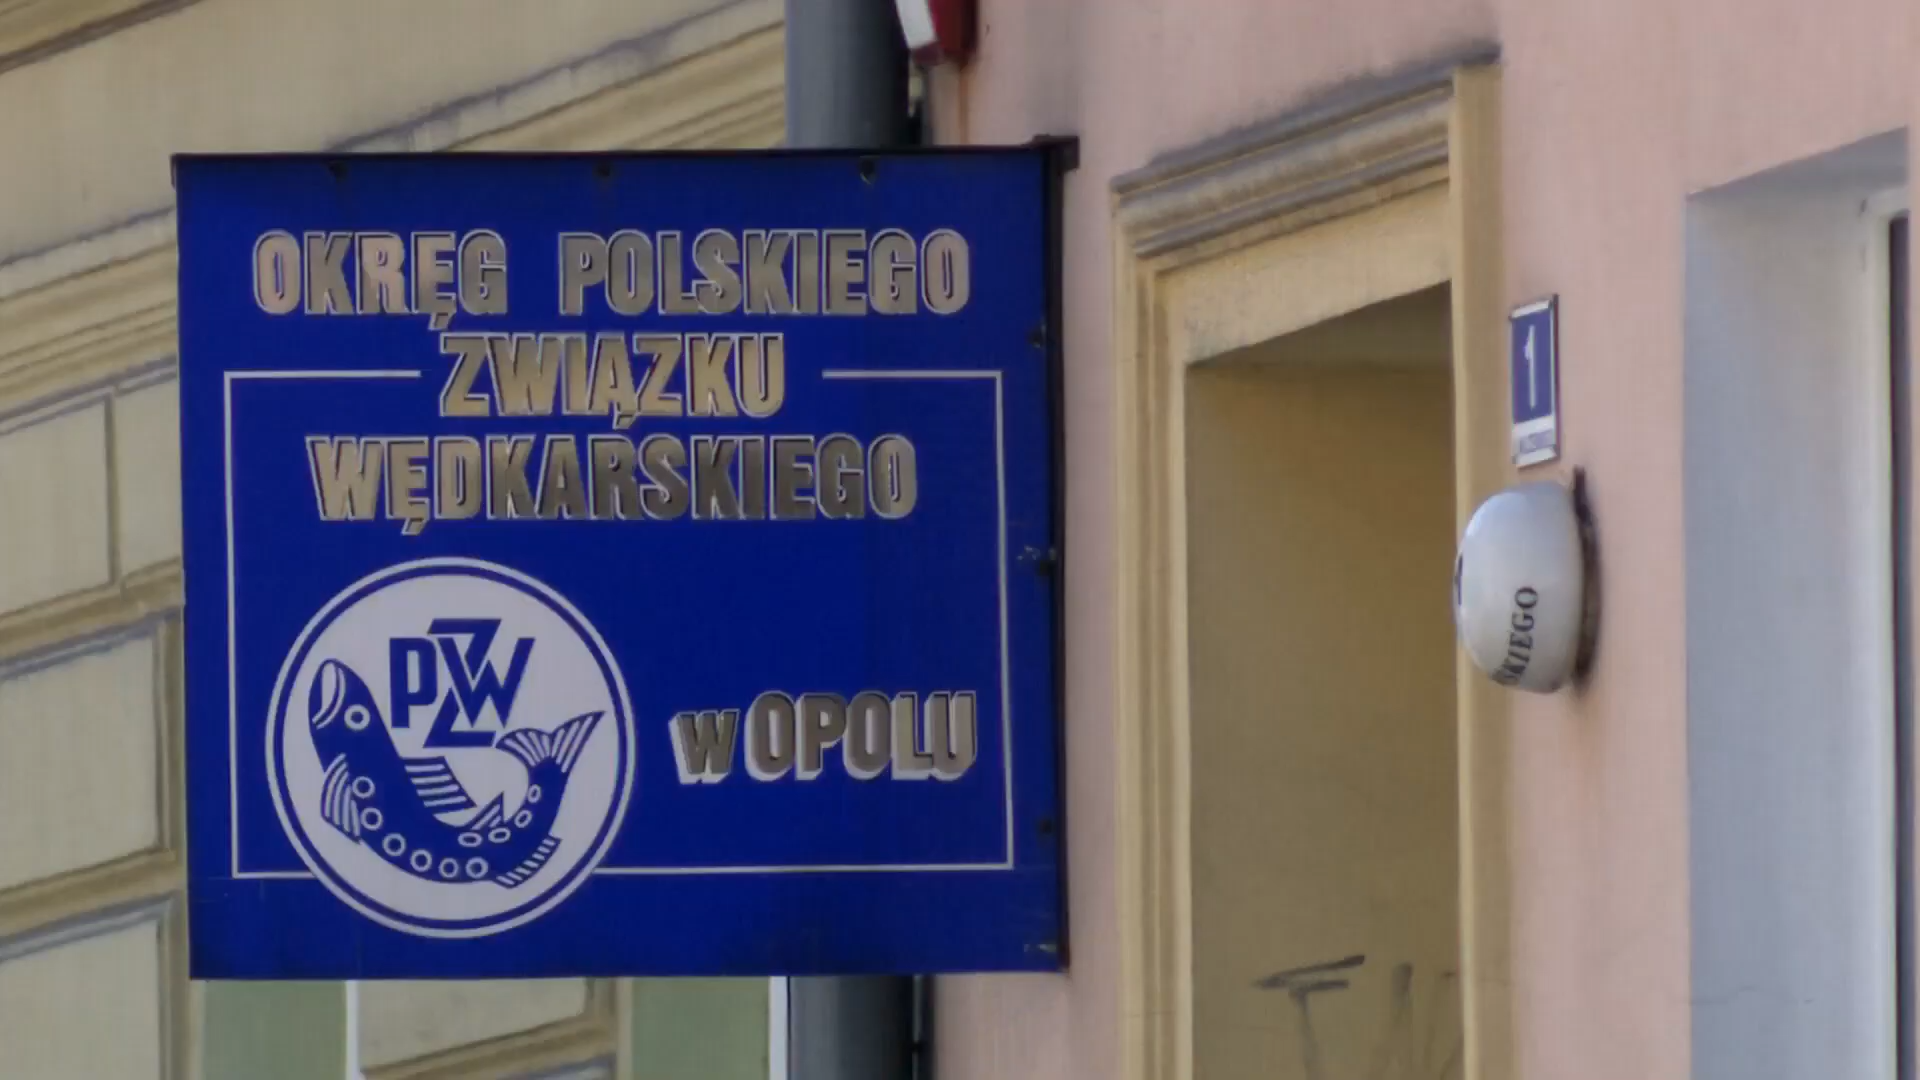 OKRĘG POLSKIEGO
ZWIĄZKU
WĘDKARSKIEGO
PZW
w OPOLU
1
SKIEGO